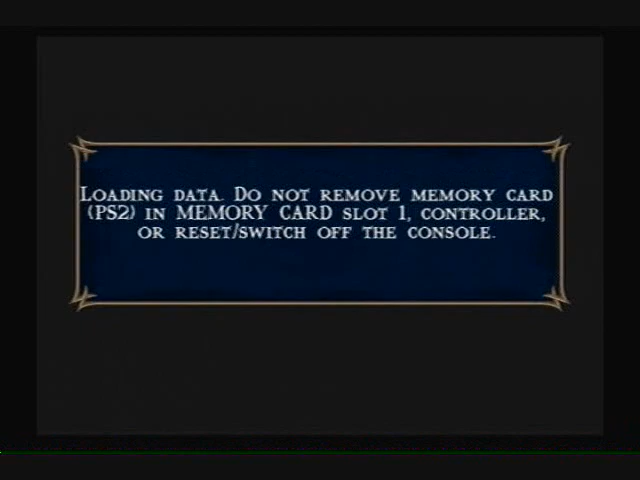 Loading data. Do not remove memory card
(PS2) in MEMORY CARD slot 1, controller,
or reset/switch off the console.